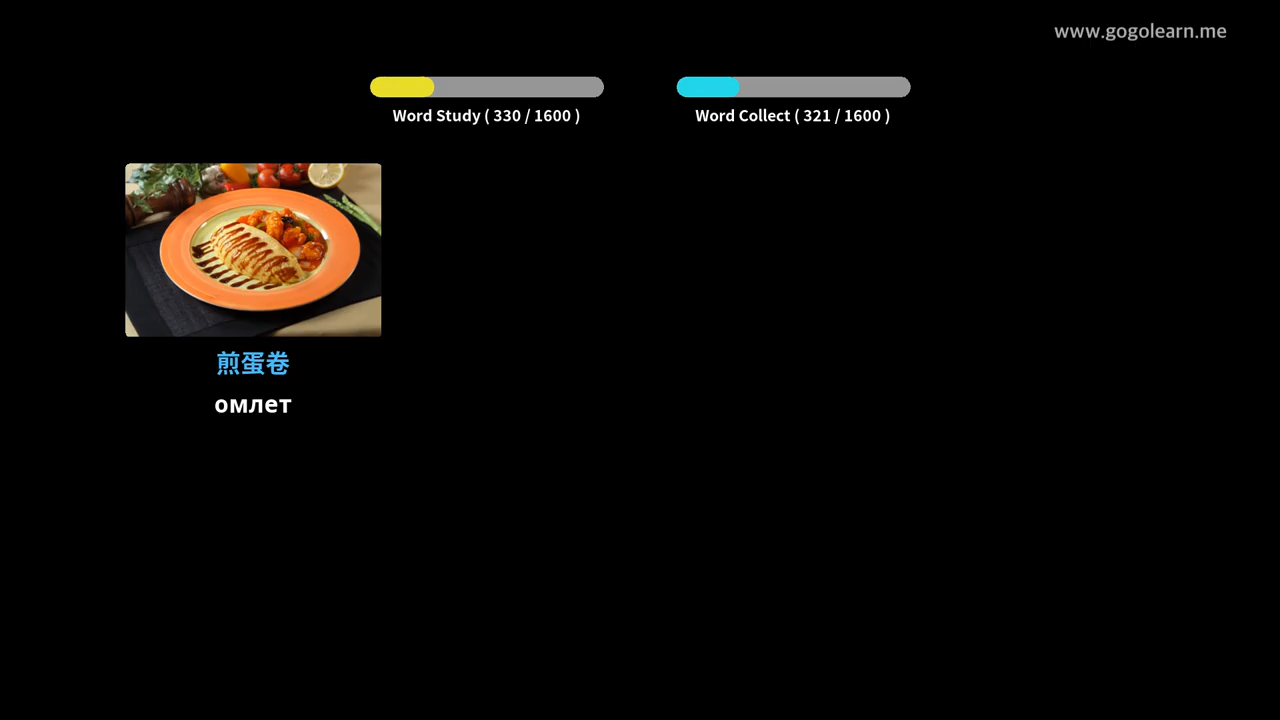 www.gogolearn.me
Word Study ( 330 / 1600 )
Word Collect ( 321 / 1600 )
煎蛋卷
омлет